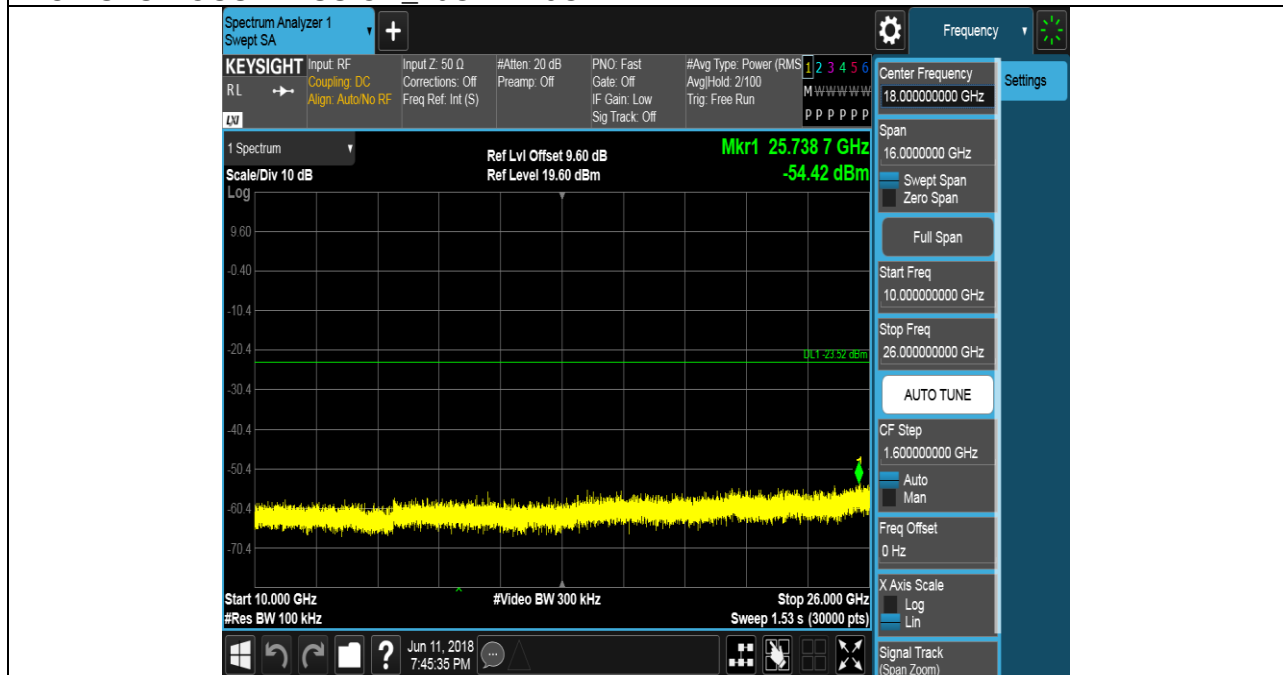 Spectrum Analyzer 1
Swept SA
+
Frequency
KEYSIGHT
RL
LXI
Input: RF
Coupling: DC
Align: Auto/No RF
Input Z: 50 Ω
Corrections: Off
Freq Ref: Int (S)
#Atten: 20 dB
Preamp: Off
PNO: Fast
Gate: Off
IF Gain: Low
Sig Track: Off
#Avg Type: Power (RMS
Avg|Hold: 2/100
Trig: Free Run
1 2 3 4 5 6
M W W W W W
P P P P P P
Center Frequency
18.000000000 GHz
Settings
1 Spectrum
Scale/Div 10 dB
Ref Lvl Offset 9.60 dB
Ref Level 19.60 dBm
Mkr1 25.738 7 GHz
-54.42 dBm
Log
9.60
-0.40
-10.4
-20.4
-30.4
-40.4
-50.4
-60.4
-70.4
DL1 -23.52 dBm
1
Start 10.000 GHz
#Res BW 100 kHz
#Video BW 300 kHz
Stop 26.000 GHz
Sweep 1.53 s (30000 pts)
Span
16.0000000 GHz
Swept Span
Zero Span
Full Span
Start Freq
10.000000000 GHz
Stop Freq
26.000000000 GHz
AUTO TUNE
CF Step
1.600000000 GHz
Auto
Man
Freq Offset
0 Hz
X Axis Scale
Log
Lin
Signal Track
(Span Zoom)
?
Jun 11, 2018
7:45:35 PM